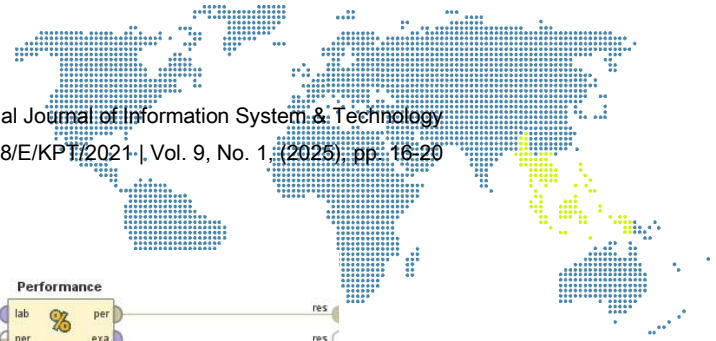 al Journal of Information System & Technology
8/E/KPT/2021 | Vol. 9, No. 1, (2025), pp. 16-20
Performance
lab % per res
per exa res